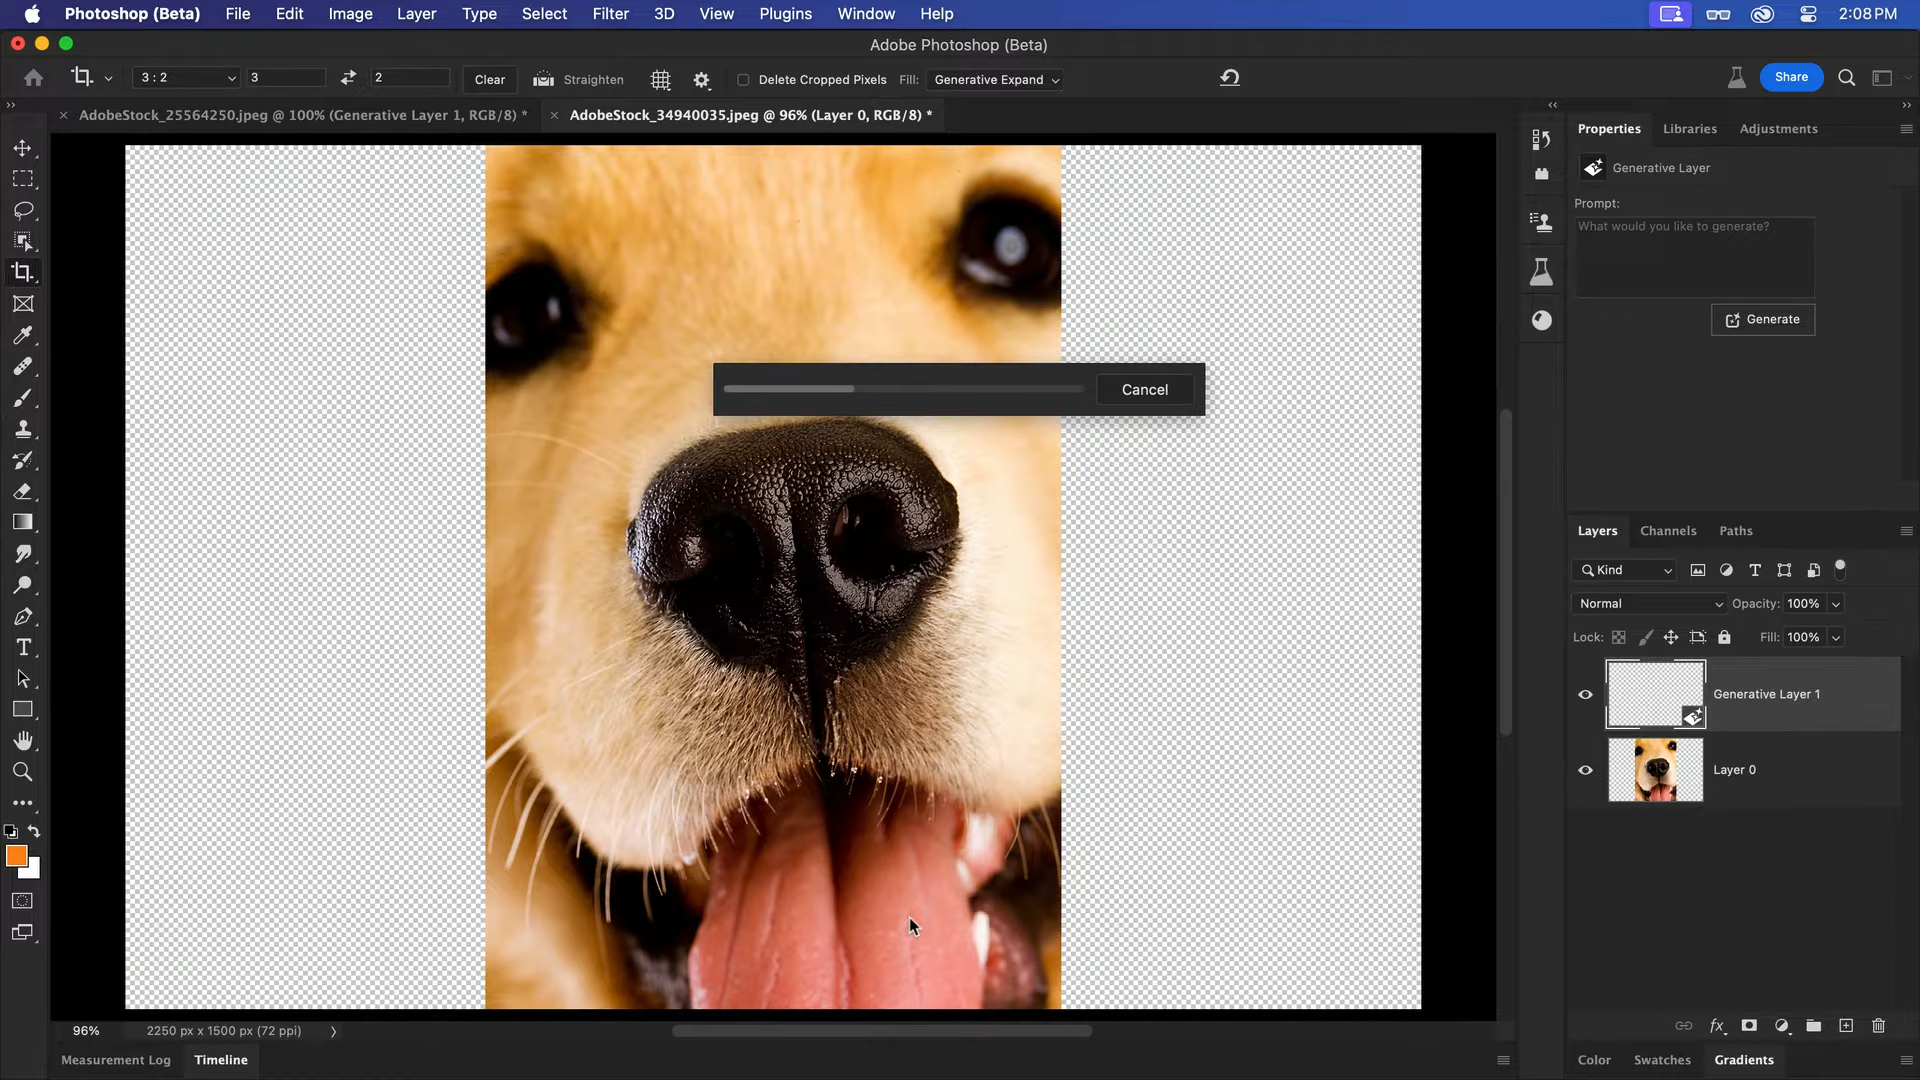 Photoshop (Beta) File Edit Image Layer Type Select Filter 3D View Plugins Window Help 2:08 PM
Adobe Photoshop (Beta)
3 : 2 3 2 Clear Straighten Delete Cropped Pixels Fill: Generative Expand Share
AdobeStock_25564250.jpeg @ 100% (Generative Layer 1, RGB/8) * AdobeStock_34940035.jpeg @ 96% (Layer 0, RGB/8) *
Properties Libraries Adjustments
Generative Layer
Prompt:
What would you like to generate?
Generate
Cancel
Layers Channels Paths
Kind
Normal Opacity: 100%
Lock: Fill: 100%
Generative Layer 1
Layer 0
96% 2250 px x 1500 px (72 ppi)
Measurement Log Timeline
Color Swatches Gradients